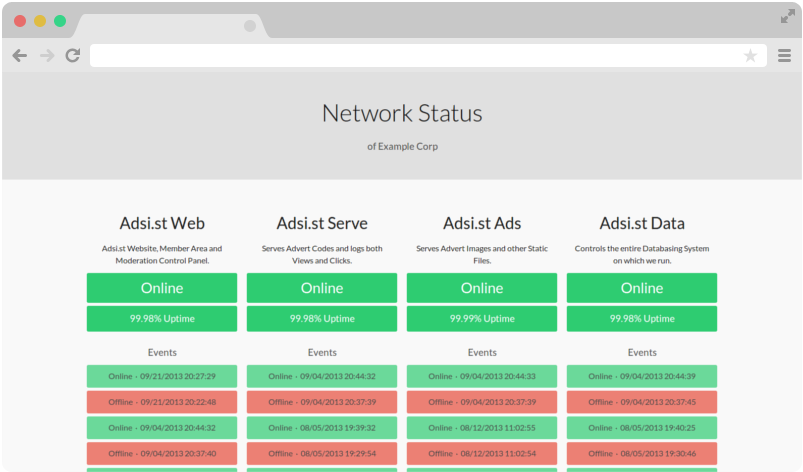 Network Status
of Example Corp
Adsi.st Web
Adsi.st Website, Member Area and
Moderation Control Panel.
Online
99.98% Uptime
Events
Online · 09/21/2013 20:27:29
Offline · 09/21/2013 20:22:48
Online · 09/04/2013 20:44:32
Offline · 09/04/2013 20:37:40
Adsi.st Serve
Serves Advert Codes and logs both
Views and Clicks.
Online
99.98% Uptime
Events
Online · 09/04/2013 20:44:32
Offline · 09/04/2013 20:37:39
Online · 08/05/2013 19:39:32
Offline · 08/05/2013 19:29:54
Adsi.st Ads
Serves Advert Images and other Static
Files.
Online
99.99% Uptime
Events
Online · 09/04/2013 20:44:33
Offline · 09/04/2013 20:37:39
Online · 08/12/2013 11:02:55
Offline · 08/12/2013 11:02:54
Adsi.st Data
Controls the entire Databasing System
on which we run.
Online
99.98% Uptime
Events
Online · 09/04/2013 20:44:39
Offline · 09/04/2013 20:37:45
Online · 08/05/2013 19:40:25
Offline · 08/05/2013 19:30:46